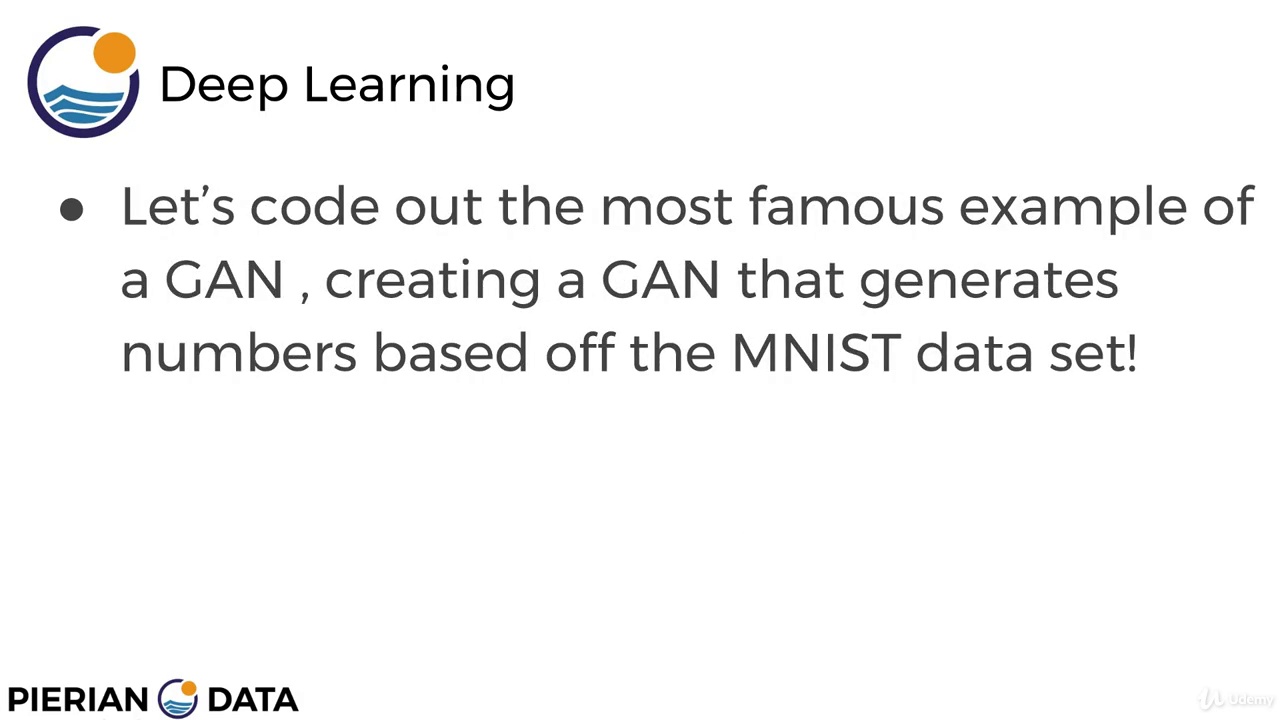 Deep Learning
● Let’s code out the most famous example of
a GAN , creating a GAN that generates
numbers based off the MNIST data set!
PIERIAN DATA
Udemy